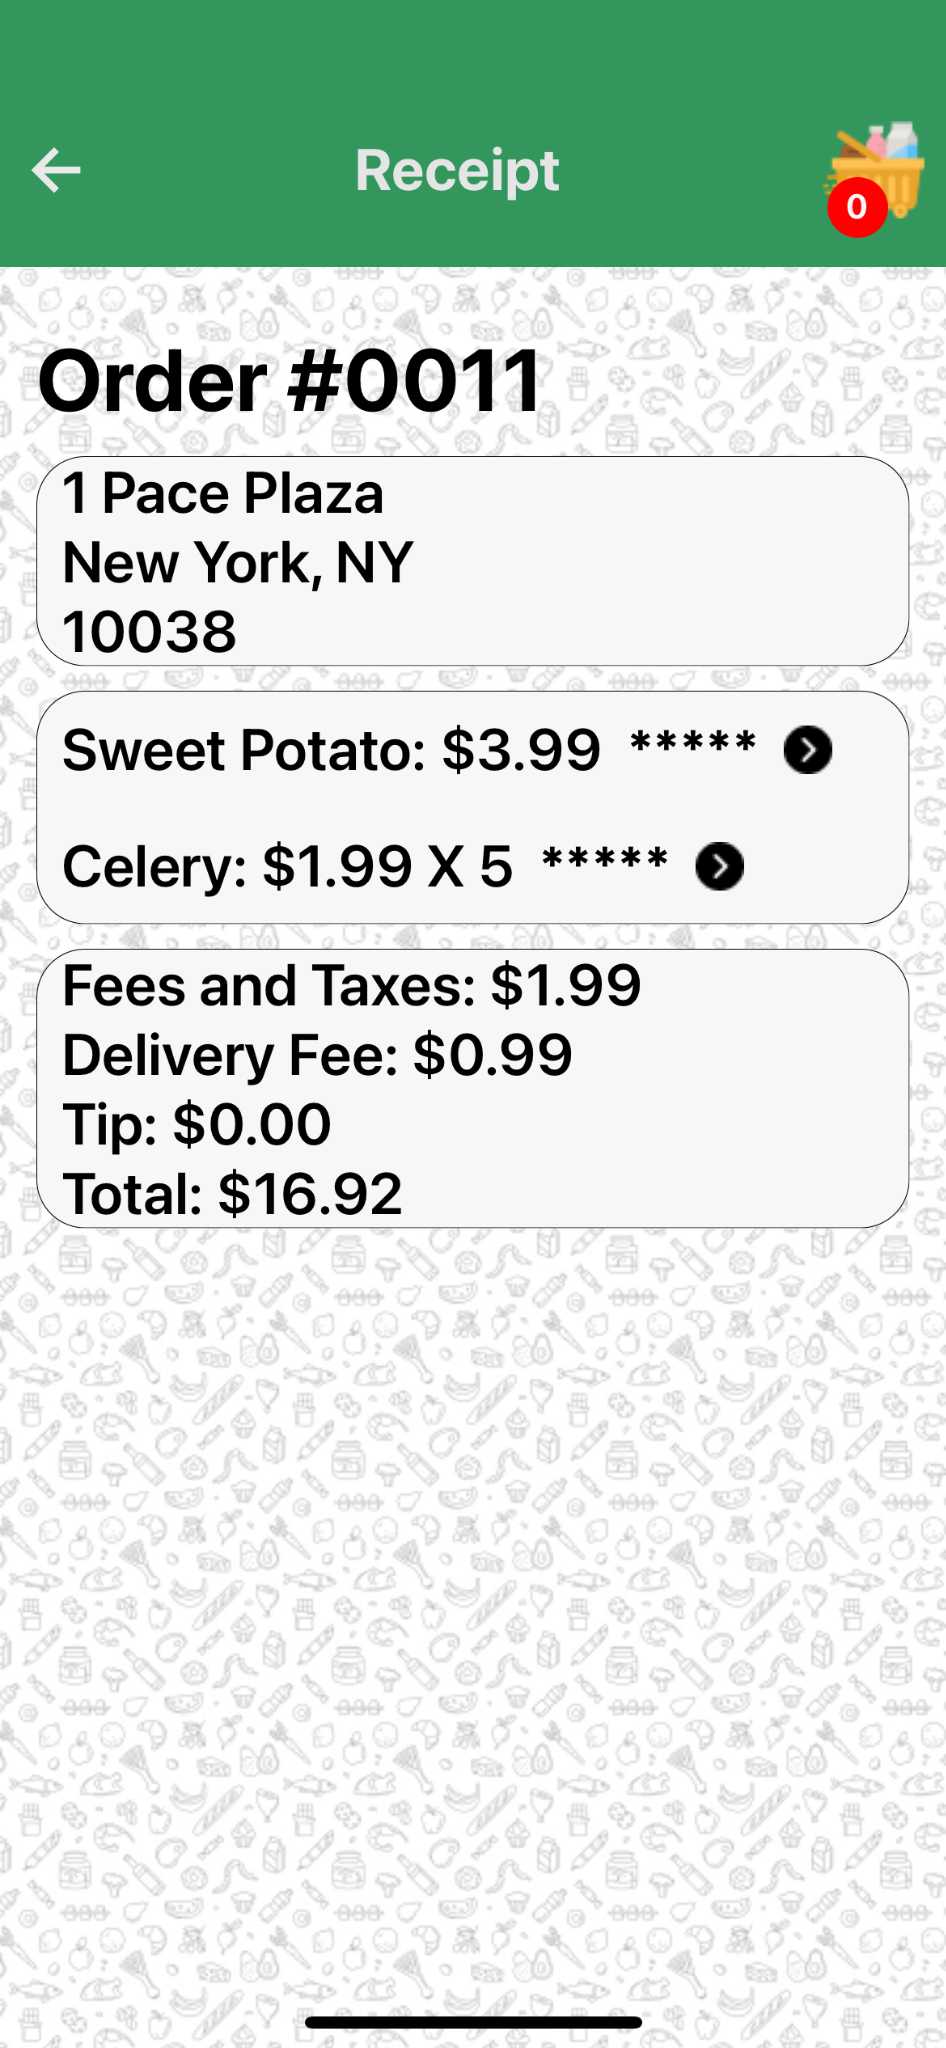 Receipt
0
Order #0011
1 Pace Plaza
New York, NY
10038
Sweet Potato: $3.99 *****
Celery: $1.99 X 5 *****
Fees and Taxes: $1.99
Delivery Fee: $0.99
Tip: $0.00
Total: $16.92